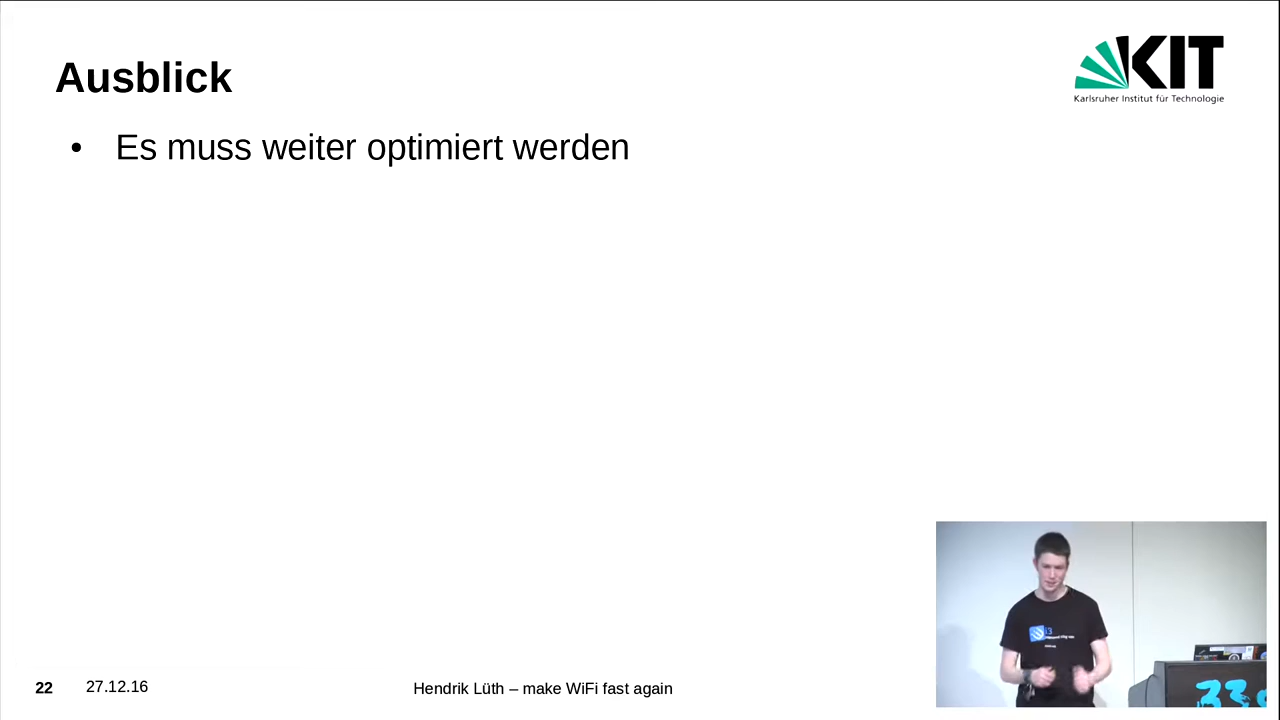 Ausblick
KIT
Karlsruher Institut für Technologie
• Es muss weiter optimiert werden
i3
22
27.12.16
Hendrik Lüth – make WiFi fast again